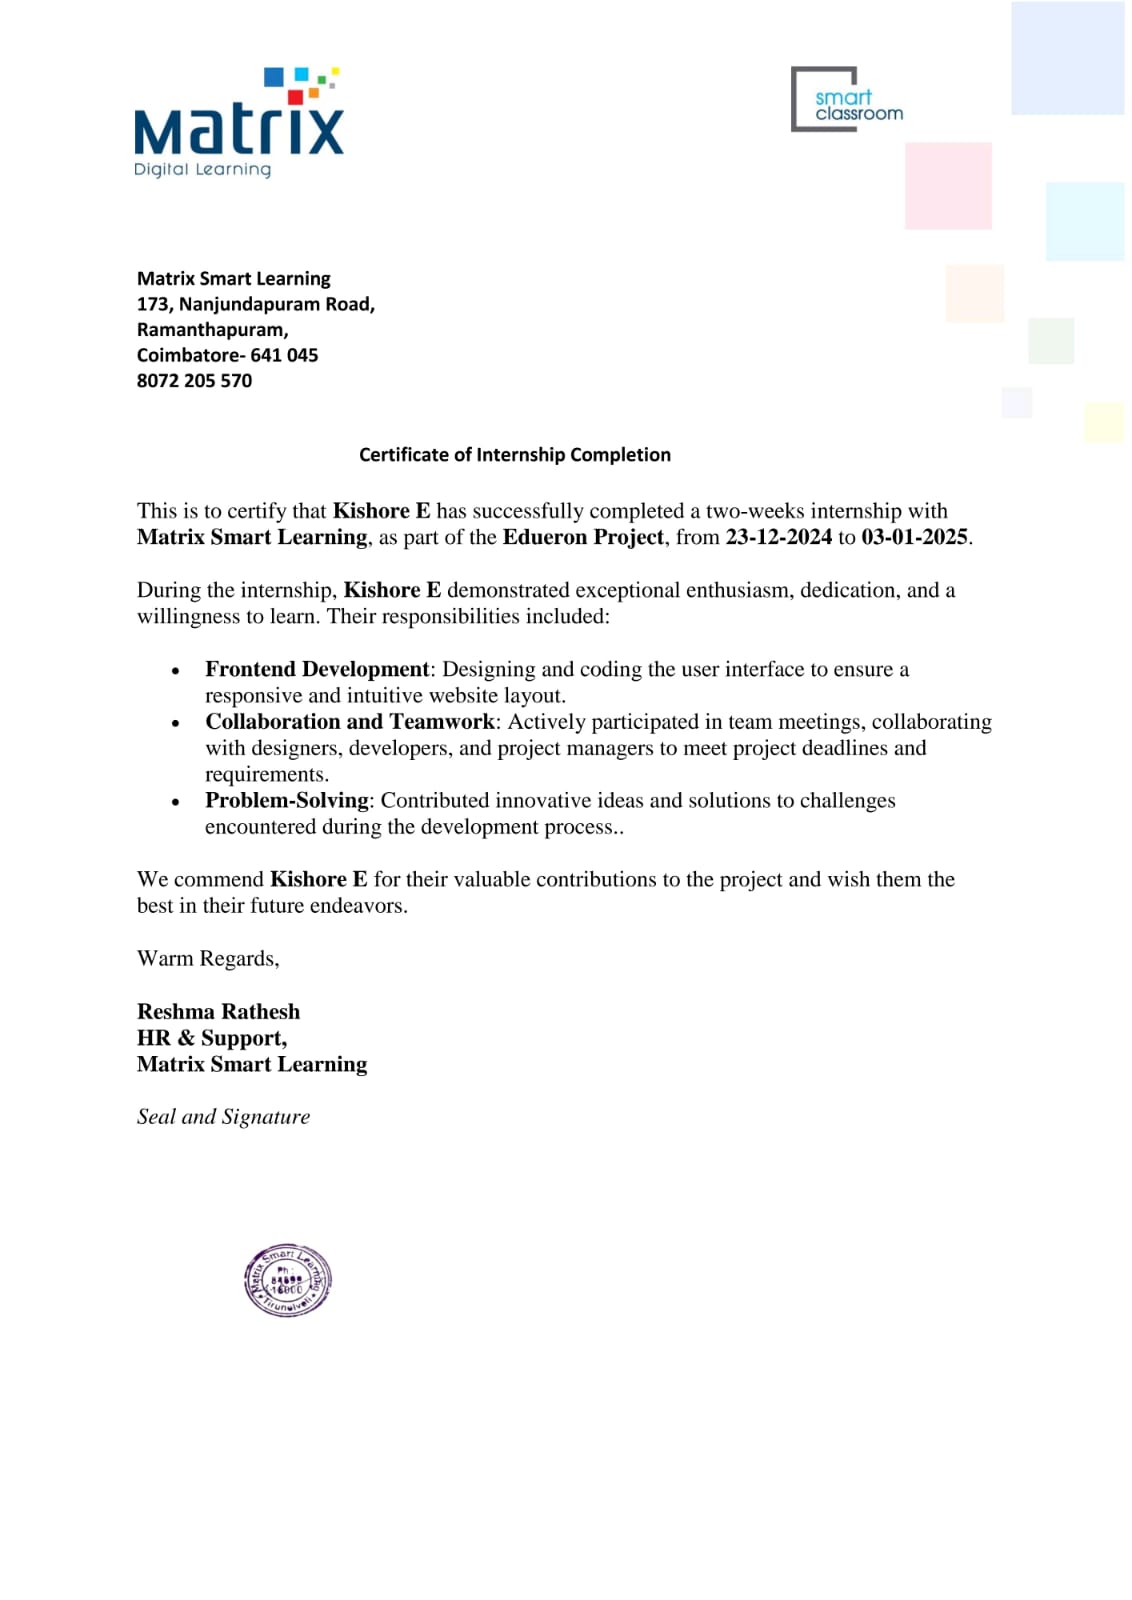 Matrix
Digital Learning
smart
classroom
Matrix Smart Learning
173, Nanjundapuram Road,
Ramanthapuram,
Coimbatore- 641 045
8072 205 570
Certificate of Internship Completion
This is to certify that Kishore E has successfully completed a two-weeks internship with
Matrix Smart Learning, as part of the Edueron Project, from 23-12-2024 to 03-01-2025.
During the internship, Kishore E demonstrated exceptional enthusiasm, dedication, and a
willingness to learn. Their responsibilities included:
• Frontend Development: Designing and coding the user interface to ensure a
responsive and intuitive website layout.
• Collaboration and Teamwork: Actively participated in team meetings, collaborating
with designers, developers, and project managers to meet project deadlines and
requirements.
• Problem-Solving: Contributed innovative ideas and solutions to challenges
encountered during the development process..
We commend Kishore E for their valuable contributions to the project and wish them the
best in their future endeavors.
Warm Regards,
Reshma Rathesh
HR & Support,
Matrix Smart Learning
Seal and Signature
Matrix Smart Learning
Ph :
Tirunelveli